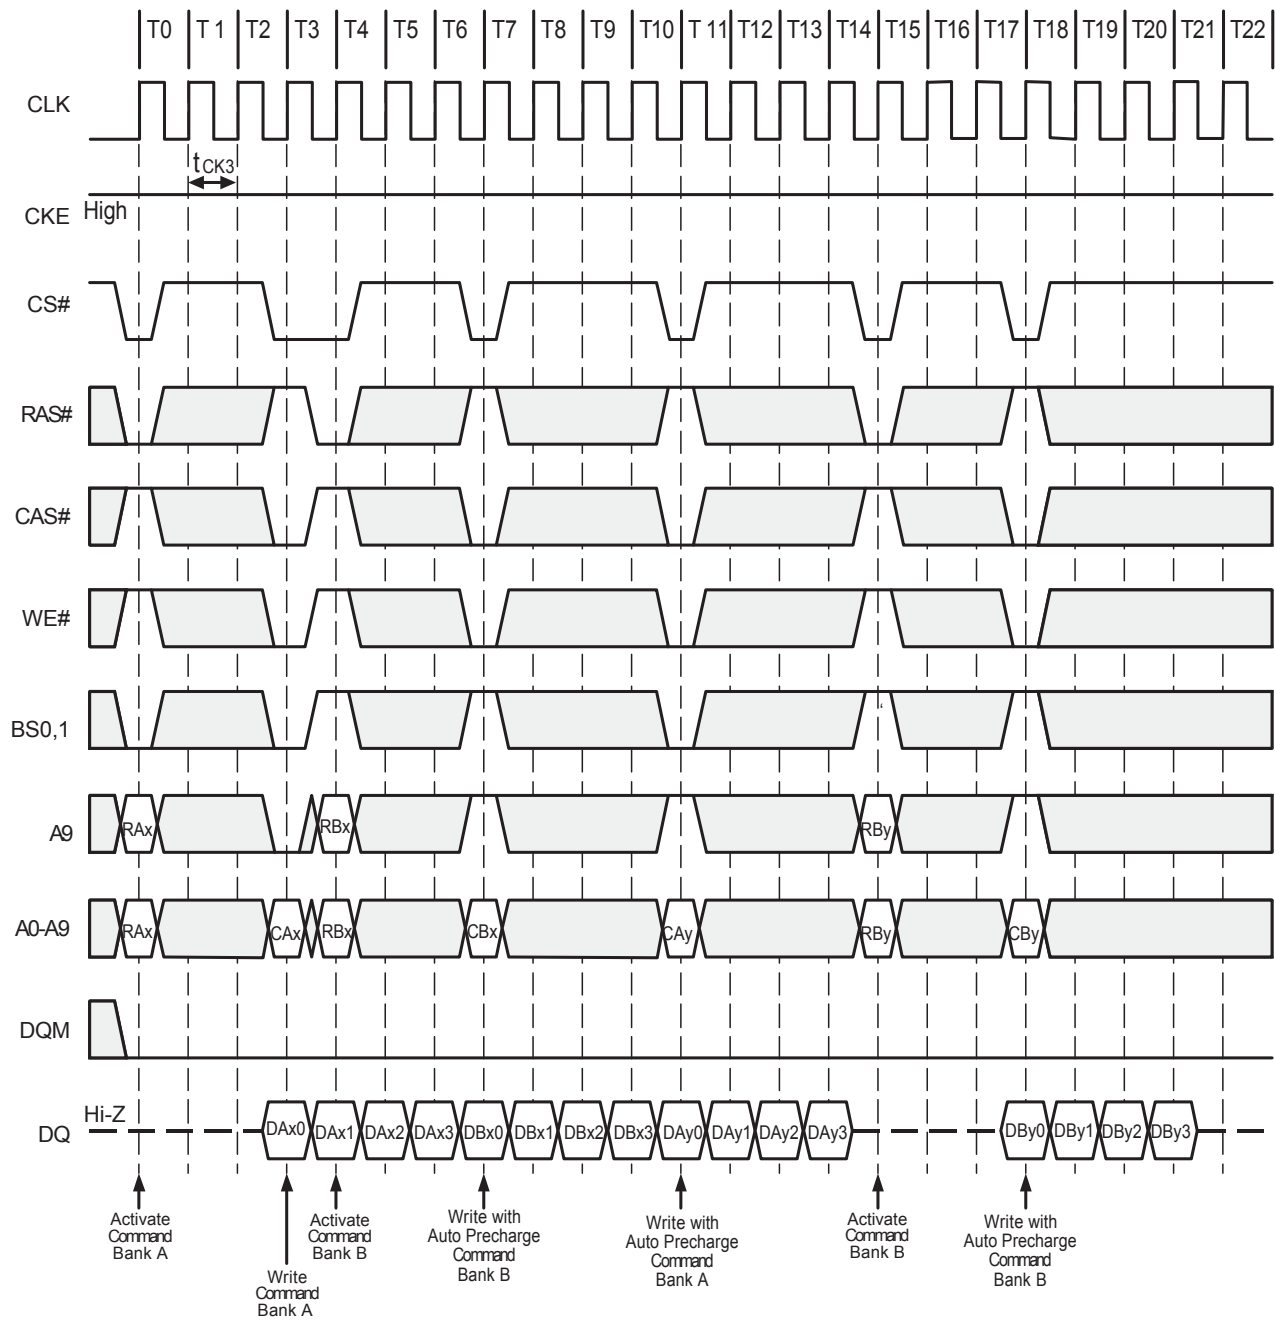 T0 T 1 T2 T3 T4 T5 T6 T7 T8 T9 T10 T 11 T12 T13 T14 T15 T16 T17 T18 T19 T20 T21 T22
CLK
tCK3
CKE High
CS#
RAS#
CAS#
WE#
BS0,1
A9 RAx RBx RBy
A0-A9 RAx CAx RBx CBx CAy RBy CBy
DQM
Hi-Z
DQ DAx0 DAx1 DAx2 DAx3 DBx0 DBx1 DBx2 DBx3 DAy0 DAy1 DAy2 DAy3 DBy0 DBy1 DBy2 DBy3
Activate
Command
Bank A
Write
Command
Bank A
Activate
Command
Bank B
Write with
Auto Precharge
Command
Bank B
Write with
Auto Precharge
Command
Bank A
Activate
Command
Bank B
Write with
Auto Precharge
Command
Bank B